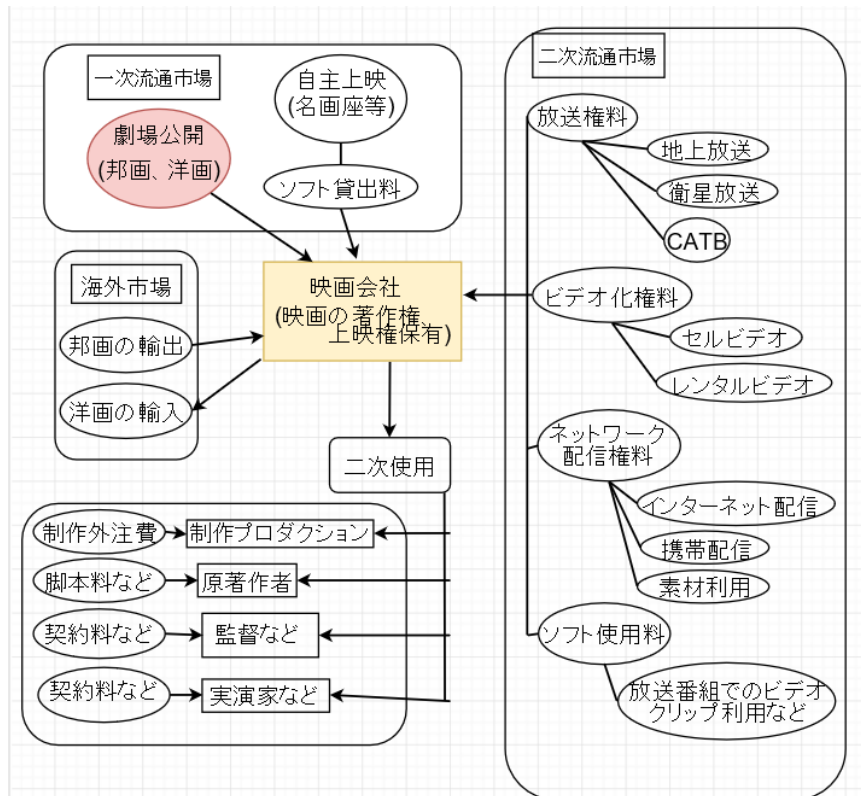 一次流通市場
自主上映
(名画座等)
劇場公開
(邦画、洋画)
ソフト貸出料
海外市場
邦画の輸出
洋画の輸入
映画会社
(映画の著作権、
上映権保有)
二次使用
制作外注費
制作プロダクション
脚本料など
原著作者
契約料など
監督など
契約料など
実演家など
二次流通市場
放送権料
地上放送
衛星放送
CATB
ビデオ化権料
セルビデオ
レンタルビデオ
ネットワーク
配信権料
インターネット配信
携帯配信
素材利用
ソフト使用料
放送番組でのビデオ
クリップ利用など